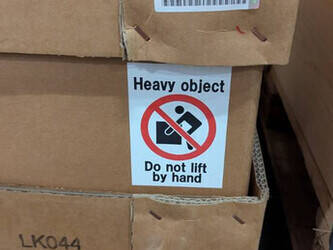 Heavy object
Do not lift
by hand
LK044